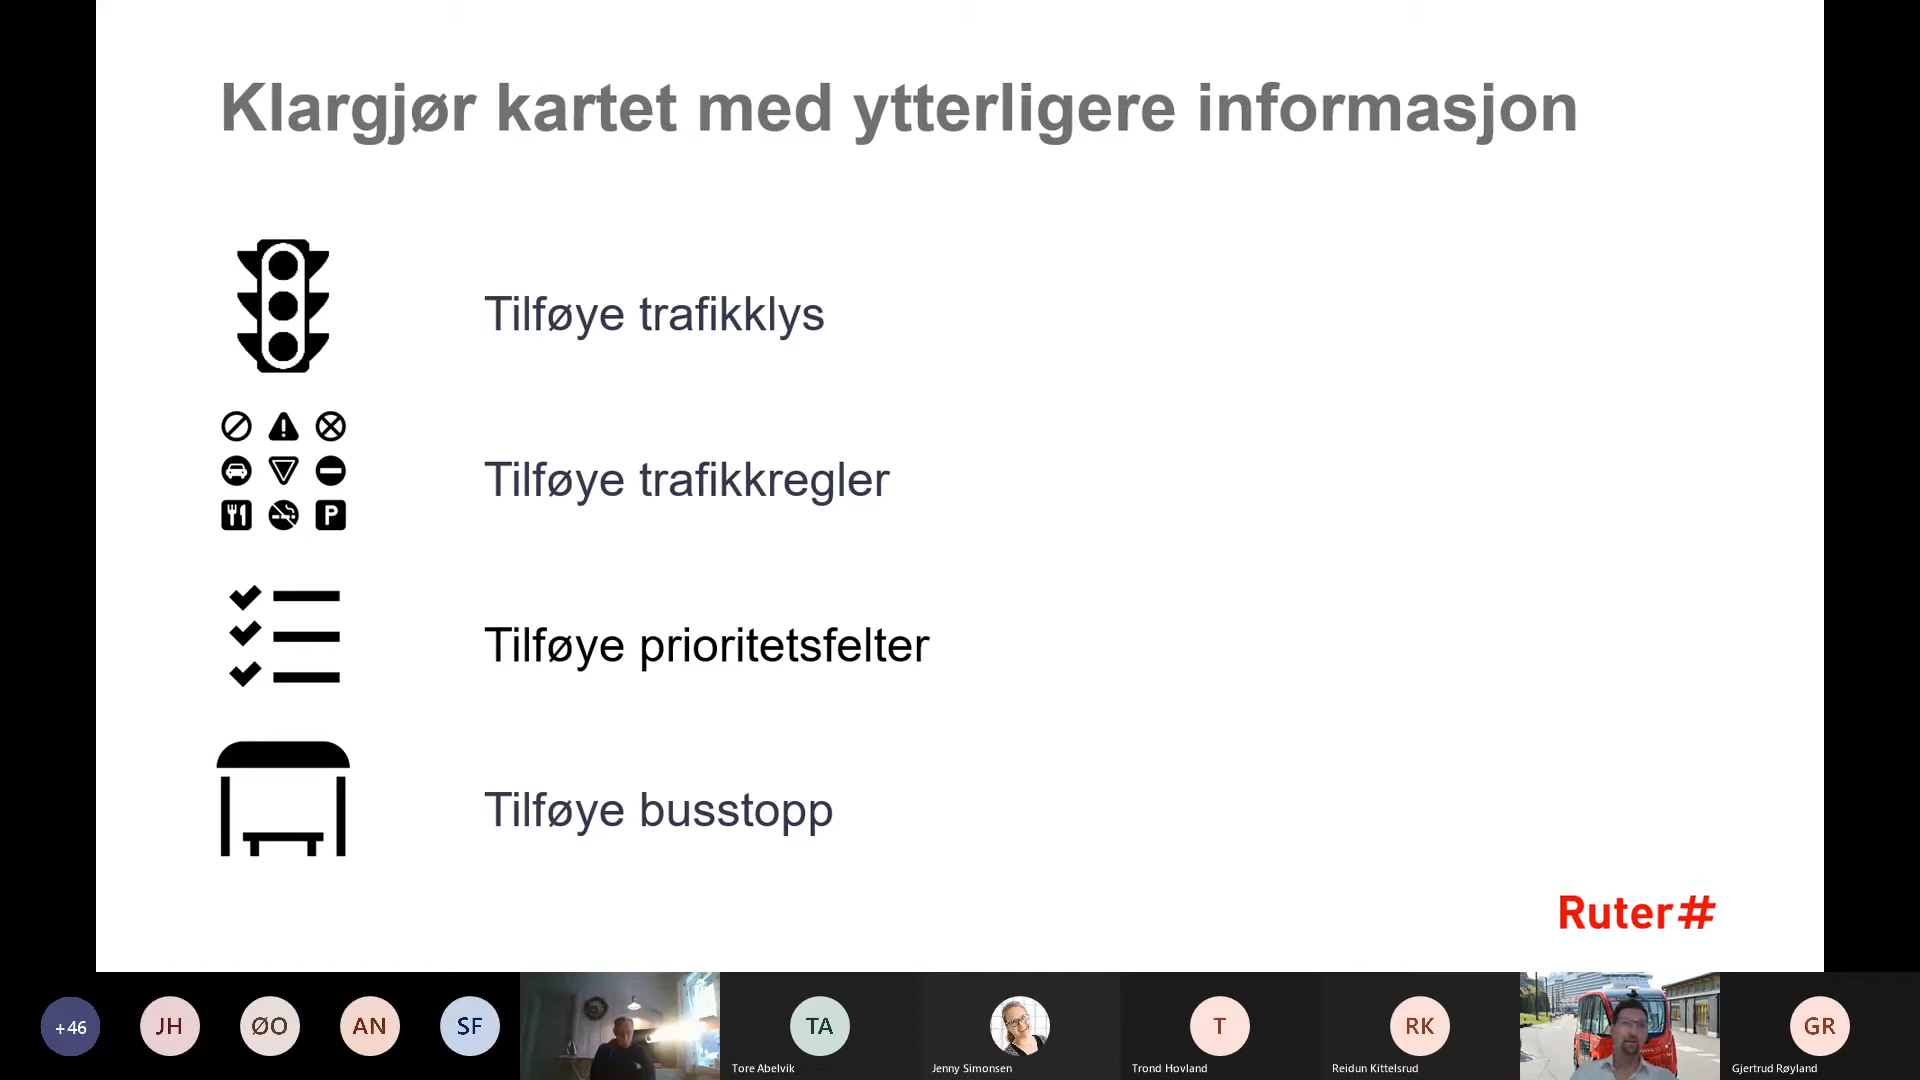 Klargjør kartet med ytterligere informasjon
Tilføye trafikklys
Tilføye trafikkregler
P
Tilføye prioritetsfelter
Tilføye busstopp
Ruter#
+46
JH
ØO
AN
SF
TA
T
RK
GR
Tore Abelvik
Jenny Simonsen
Trond Hovland
Reidun Kittelsrud
Gjertrud Røyland